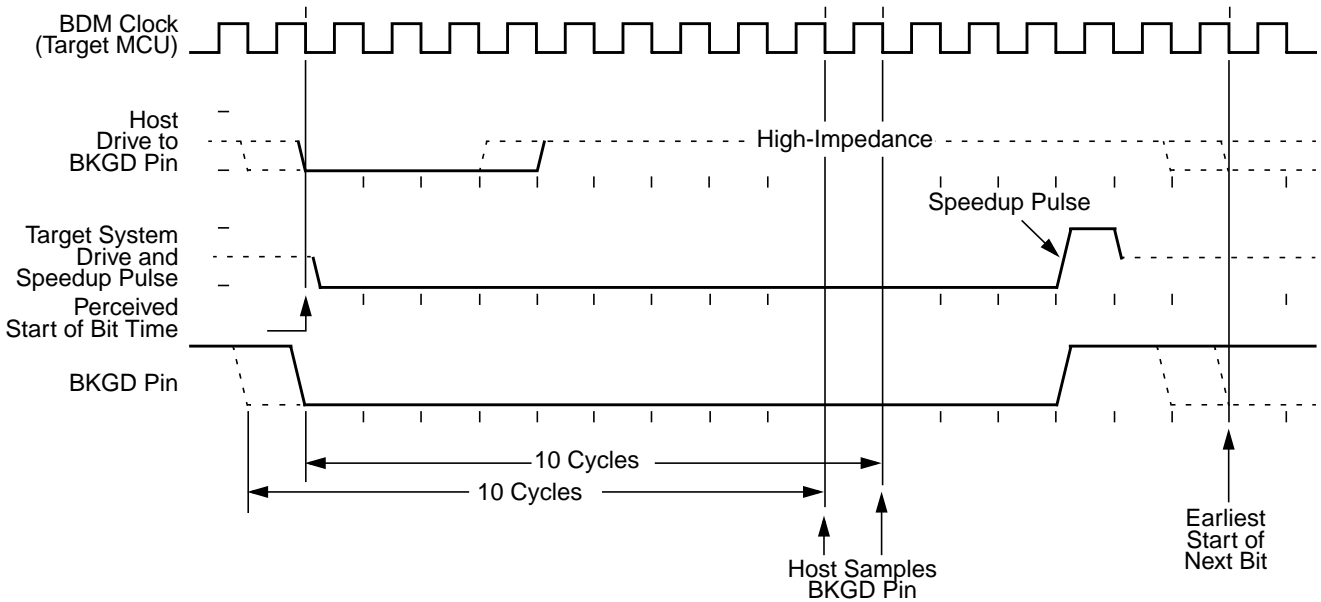 BDM Clock
(Target MCU)
Host
Drive to
BKGD Pin
High-Impedance
Target System
Drive and
Speedup Pulse
Speedup Pulse
Perceived
Start of Bit Time
BKGD Pin
10 Cycles
10 Cycles
Host Samples
BKGD Pin
Earliest
Start of
Next Bit